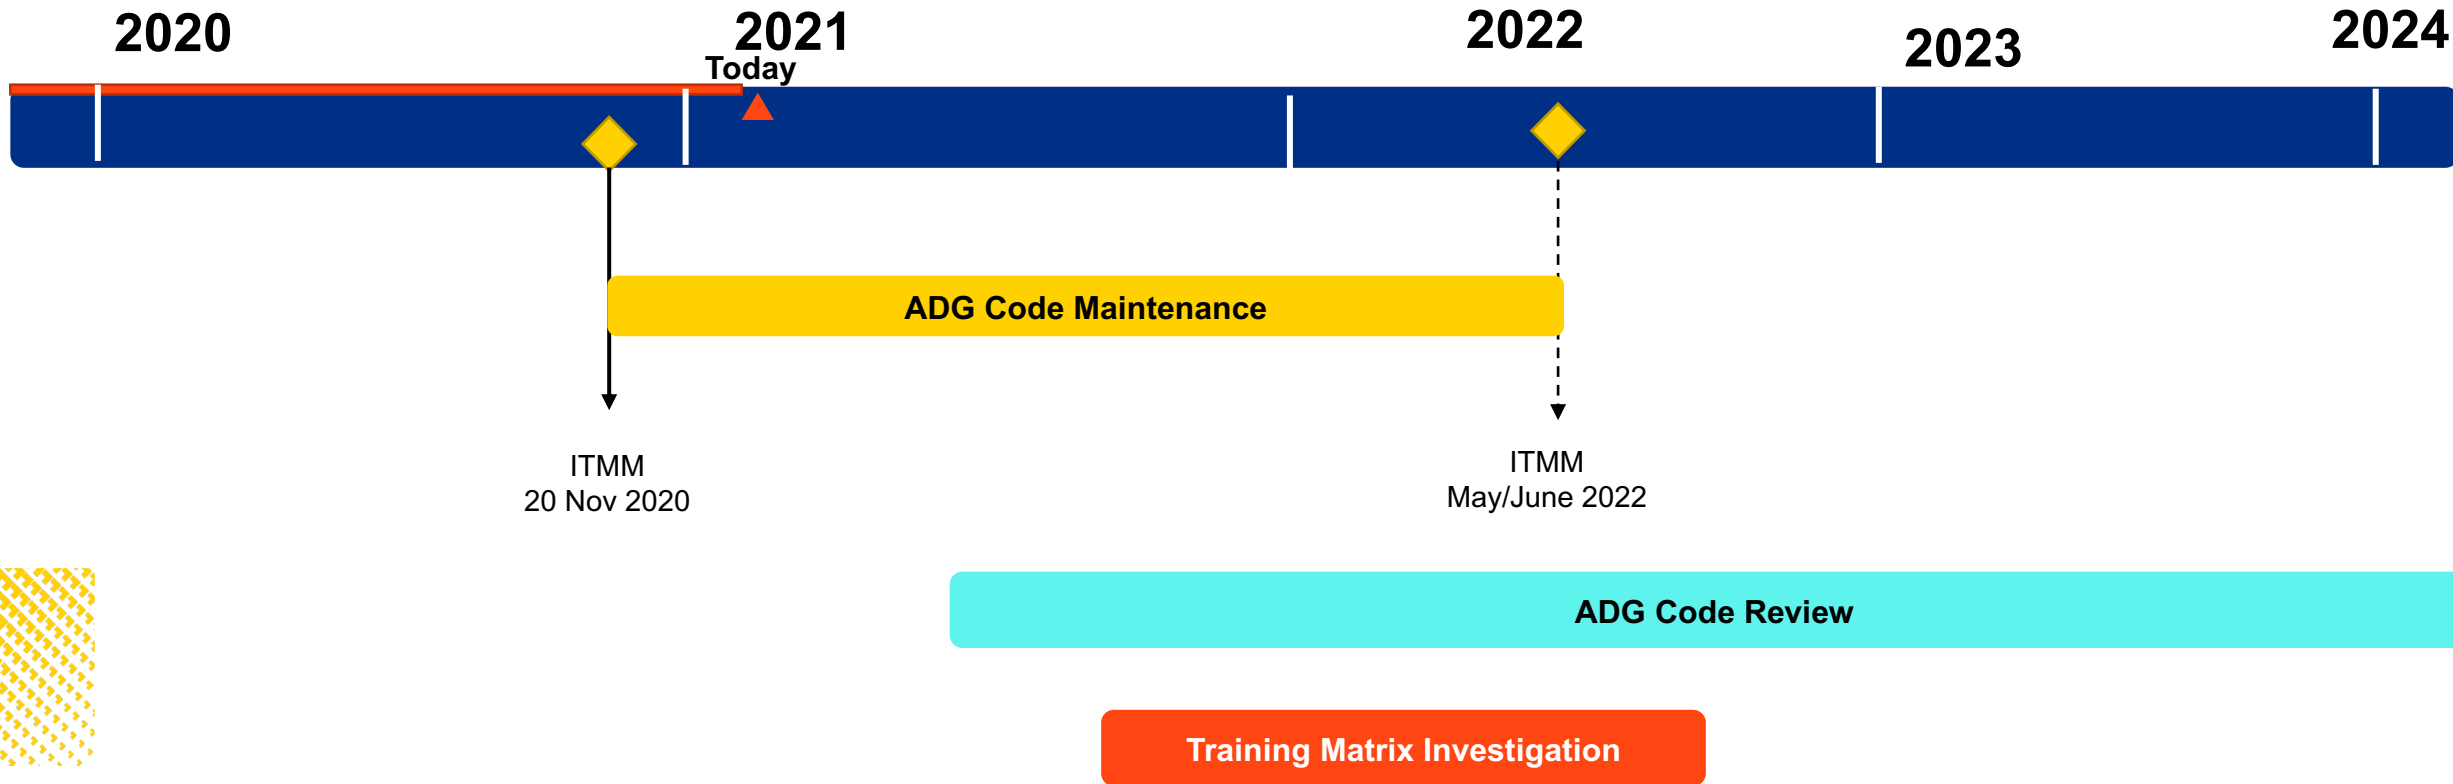 2020
2021
2022
2023
2024
Today
ADG Code Maintenance
ITMM
20 Nov 2020
ITMM
May/June 2022
ADG Code Review
Training Matrix Investigation